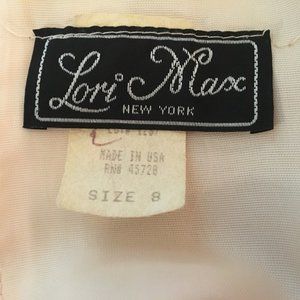 Lori Max
NEW YORK
MADE IN USA
RN# 45728
SIZE 8